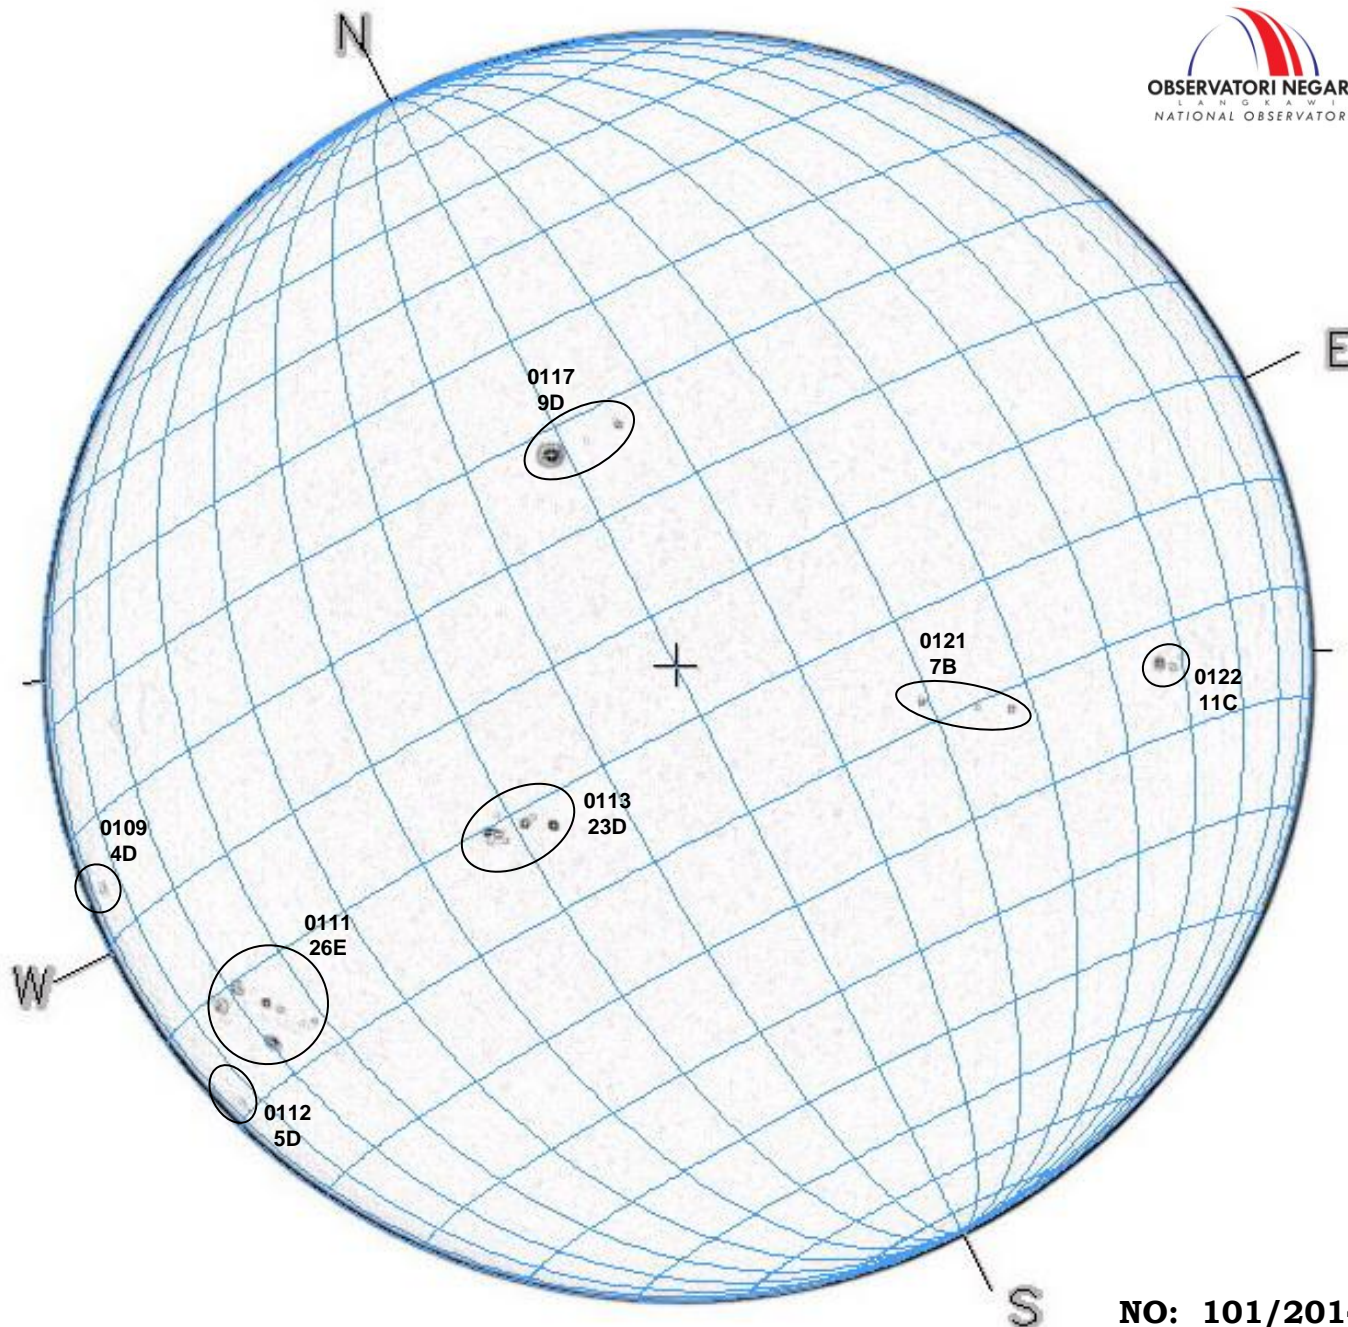 N
OBSERVATORI NEGAR
LANGKAWI
NATIONAL OBSERVATOR
E
0117
9D
0121
7B
0122
11C
0113
23D
0109
4D
0111
26E
W
0112
5D
S
NO: 101/201